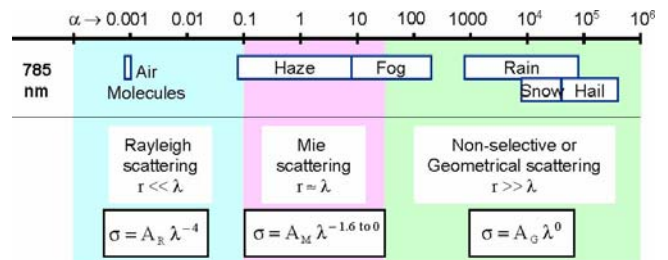 α → 0.001 0.01 0.1 1 10 100 1000 10⁴ 10⁵ 10⁶
785 nm
Air Molecules
Haze
Fog
Rain
Snow
Hail
Rayleigh
scattering
r << λ
Mie
scattering
r ≈ λ
Non-selective or
Geometrical scattering
r >> λ
σ = A_R λ⁻⁴
σ = A_M λ^(−1.6 to 0)
σ = A_G λ⁰